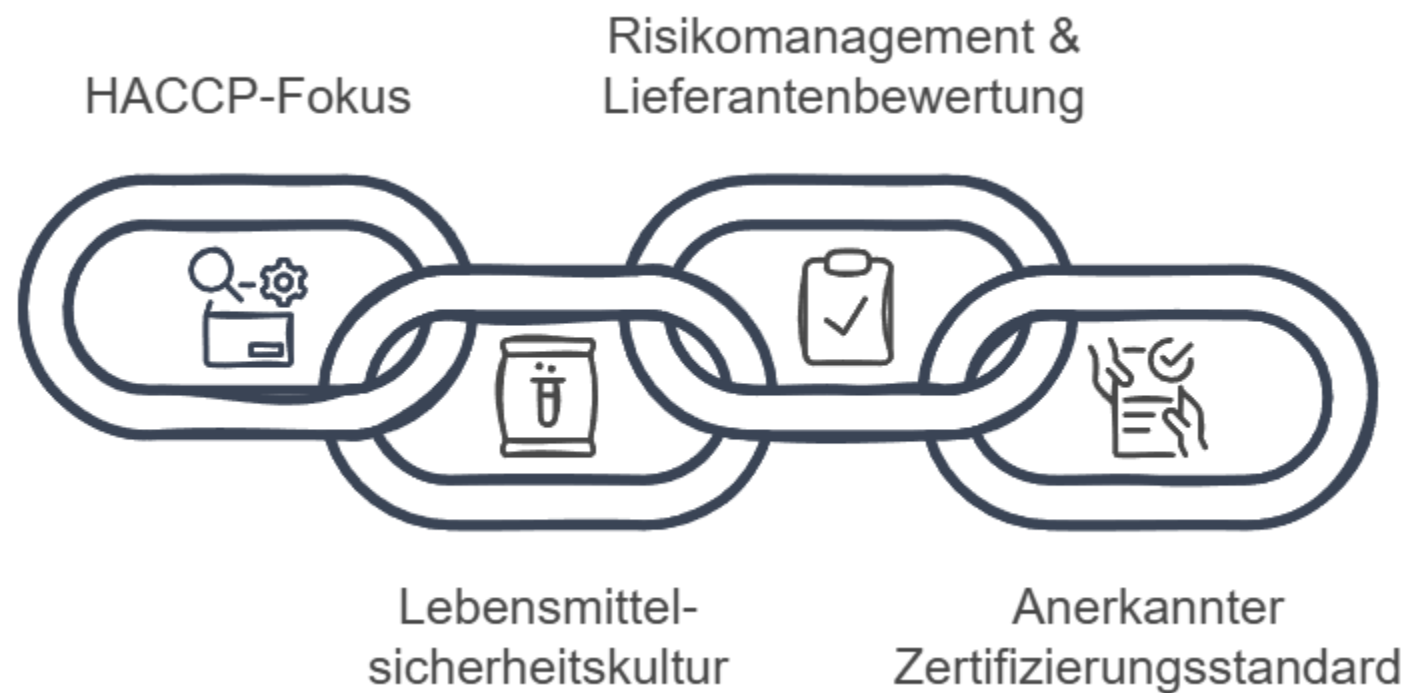 HACCP-Fokus
Risikomanagement &
Lieferantenbewertung
Lebensmittel-
sicherheitskultur
Anerkannter
Zertifizierungsstandard